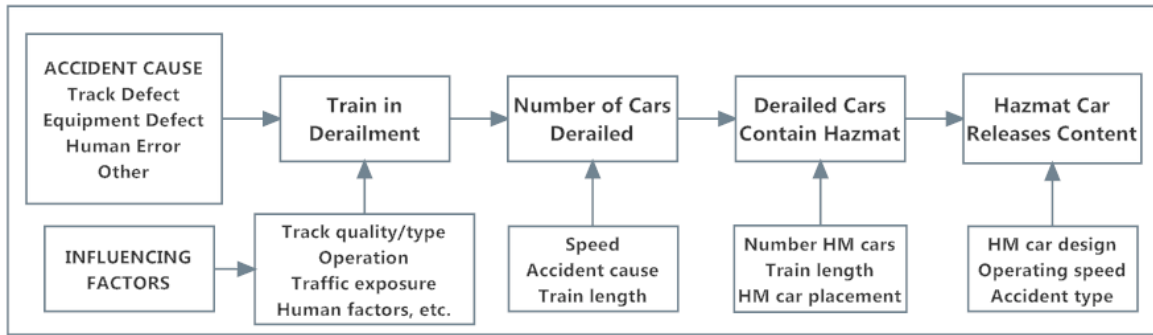 ACCIDENT CAUSE
Track Defect
Equipment Defect
Human Error
Other
Train in
Derailment
Number of Cars
Derailed
Derailed Cars
Contain Hazmat
Hazmat Car
Releases Content
INFLUENCING
FACTORS
Track quality/type
Operation
Traffic exposure
Human factors, etc.
Speed
Accident cause
Train length
Number HM cars
Train length
HM car placement
HM car design
Operating speed
Accident type